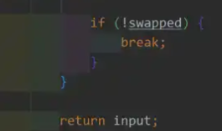 if (!swapped) {
break;
}
}
return input;